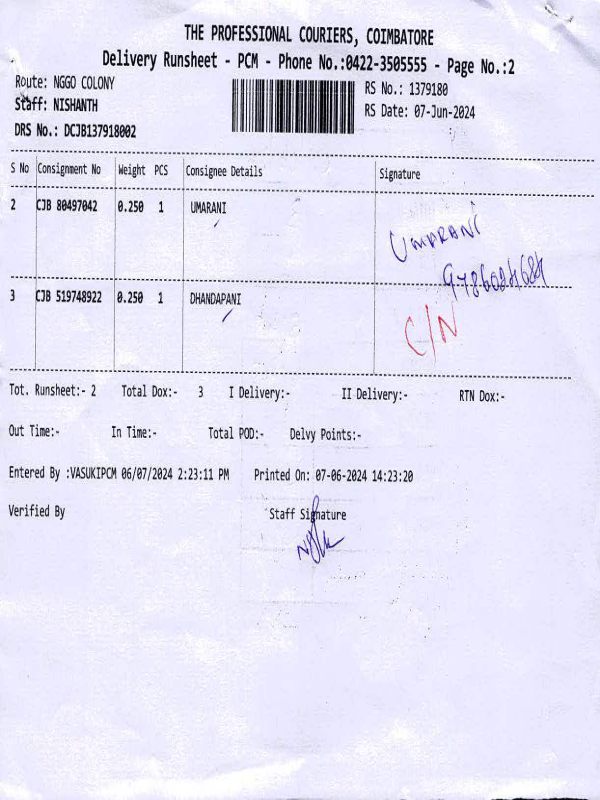 THE PROFESSIONAL COURIERS, COIMBATORE
Delivery Runsheet - PCM - Phone No.:0422-3505555 - Page No.:2
Route: NGGO COLONY
RS No.: 1379180
Staff: NISHANTH
RS Date: 07-Jun-2024
DRS No.: DCJB137918002
S No Consignment No Weight PCS Consignee Details Signature
2 CJB 80497042 0.250 1 UMARANI
UMARANI
3 CJB 519748922 0.250 1 DHANDAPANI
C/N
Tot. Runsheet:- 2 Total Dox:- 3 I Delivery:- II Delivery:- RTN Dox:-
Out Time:- In Time:- Total POD:- Delvy Points:-
Entered By :VASUKIPCM 06/07/2024 2:23:11 PM Printed On: 07-06-2024 14:23:20
Verified By Staff Signature